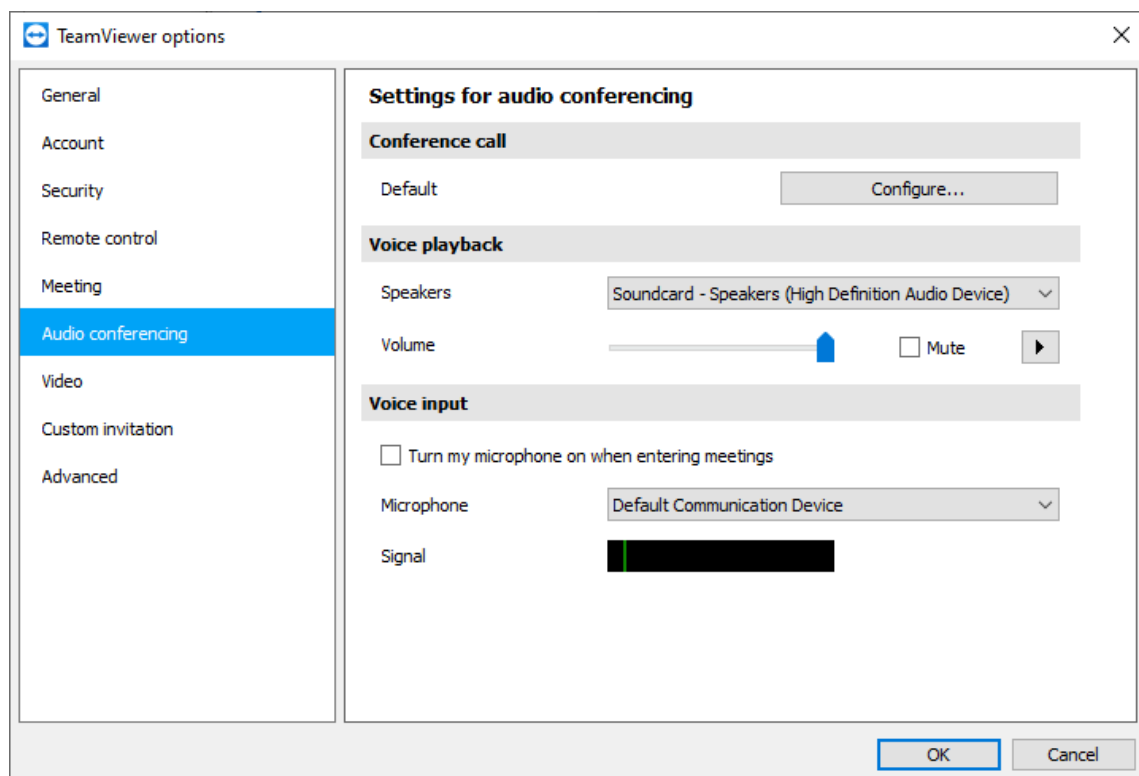 TeamViewer options
General
Account
Security
Remote control
Meeting
Audio conferencing
Video
Custom invitation
Advanced
Settings for audio conferencing
Conference call
Default
Configure...
Voice playback
Speakers
Soundcard - Speakers (High Definition Audio Device)
Volume
Mute
Voice input
Turn my microphone on when entering meetings
Microphone
Default Communication Device
Signal
OK
Cancel